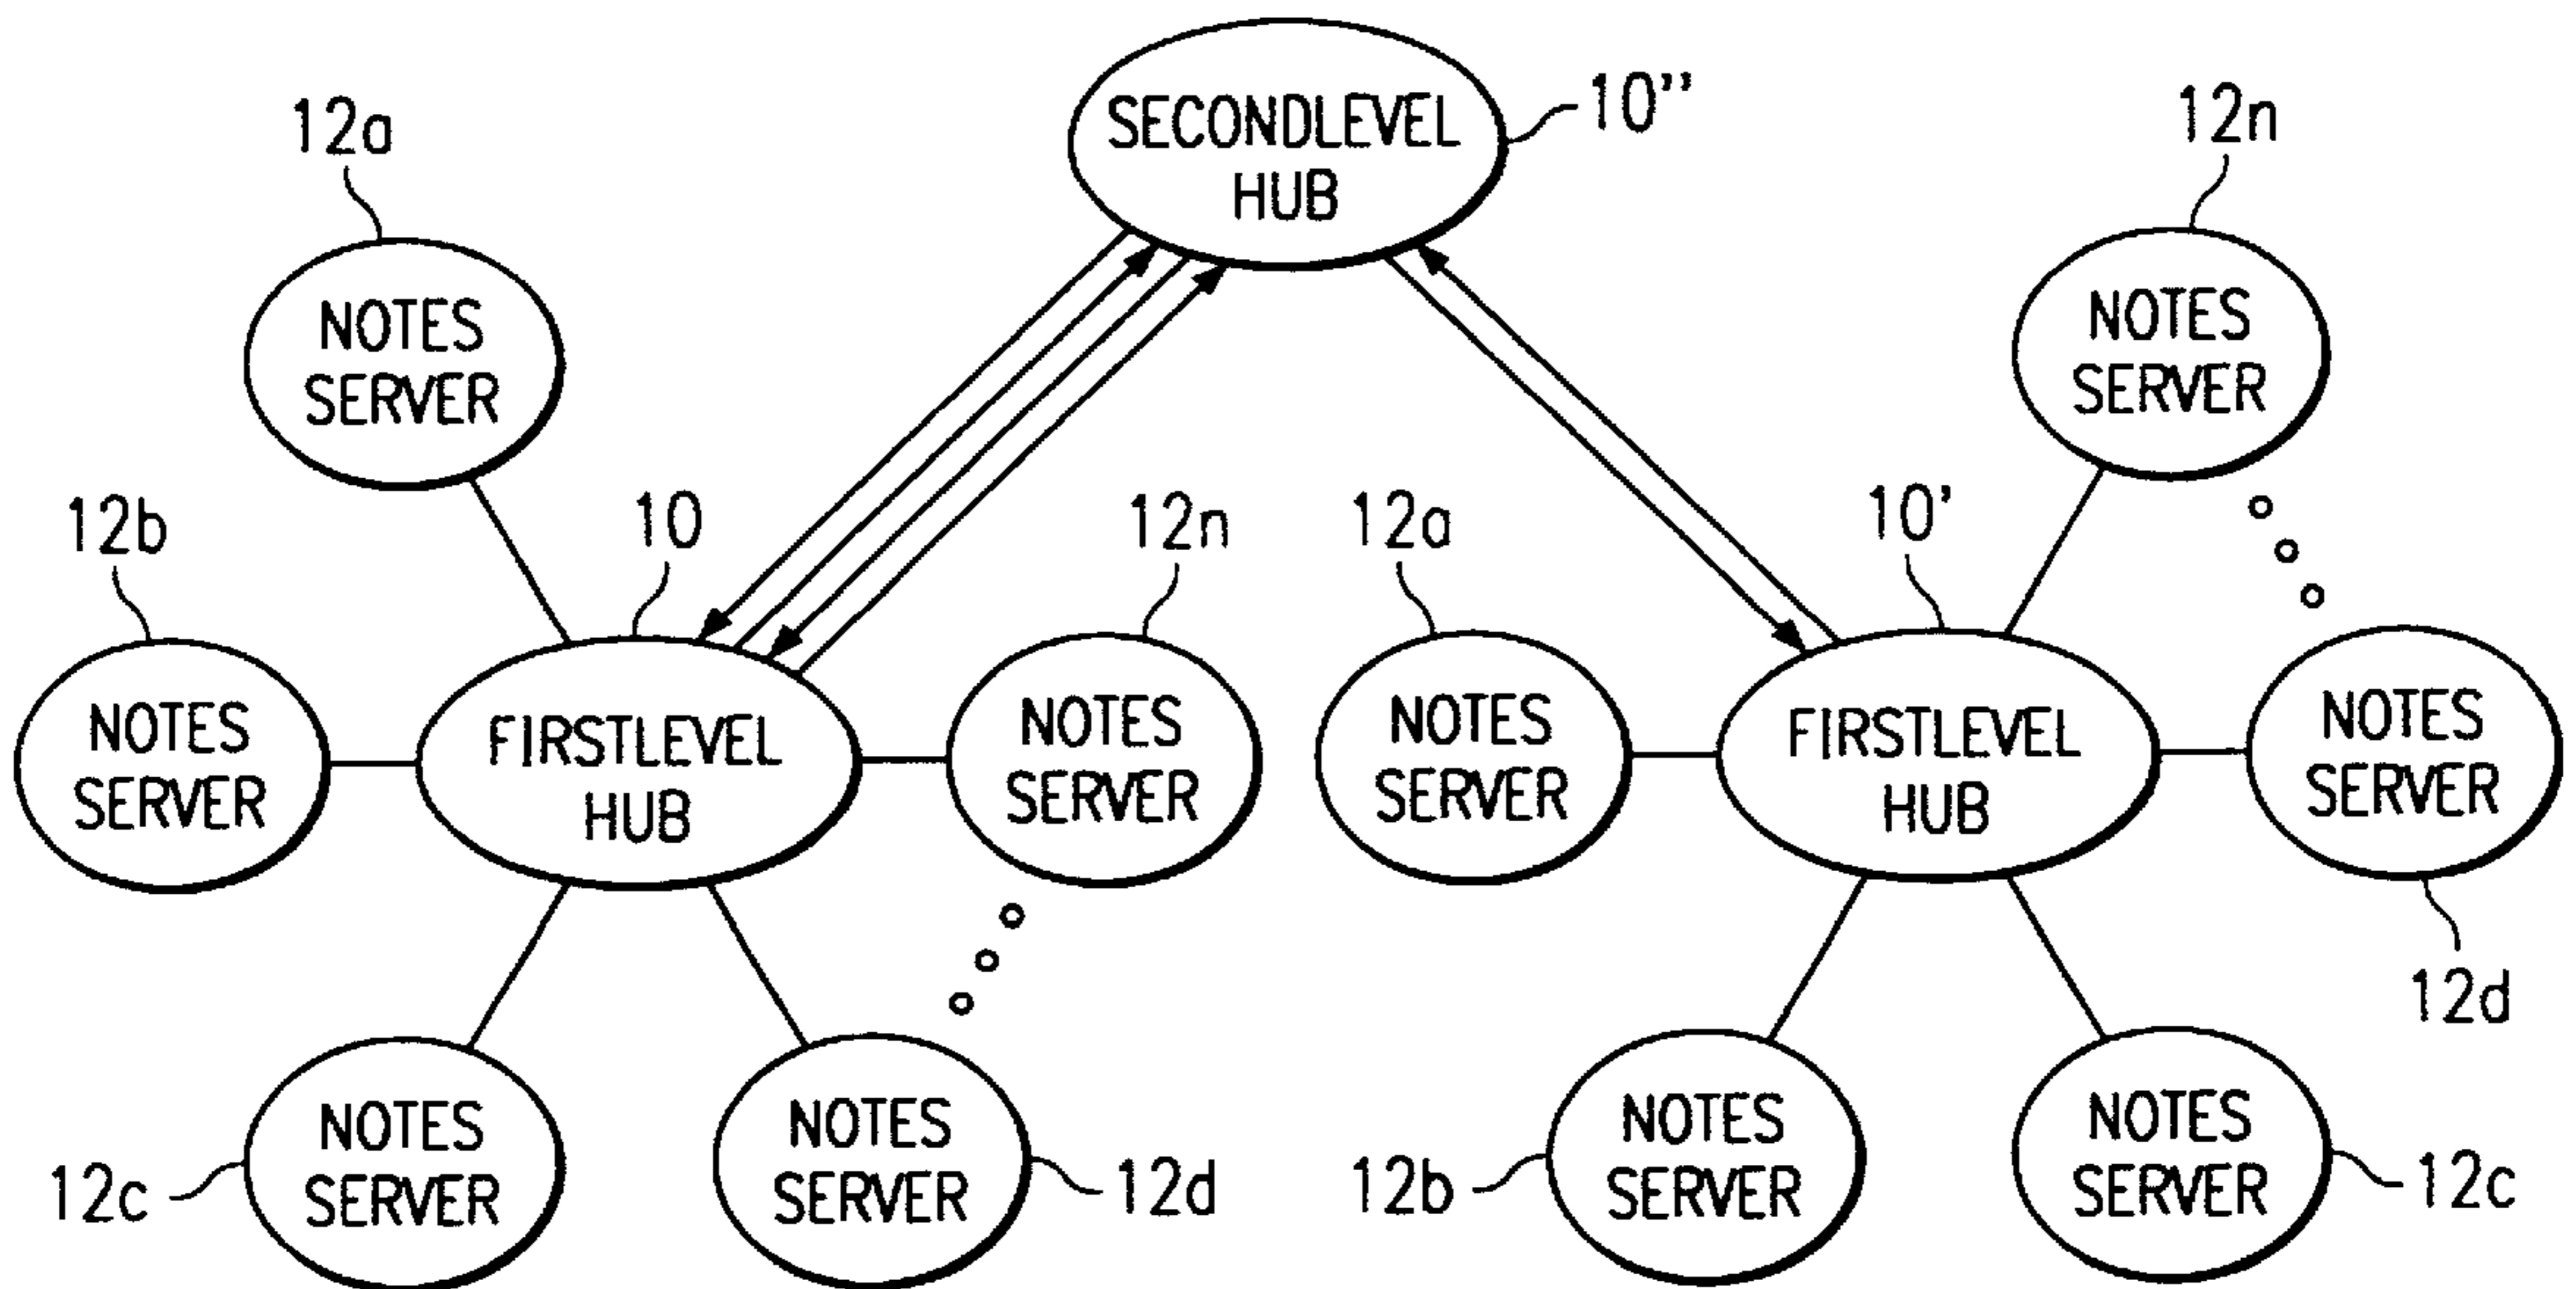 SECONDLEVEL
HUB
10"
12a
12n
NOTES
SERVER
NOTES
SERVER
12b
10
12n
12a
10'
NOTES
SERVER
FIRSTLEVEL
HUB
NOTES
SERVER
NOTES
SERVER
FIRSTLEVEL
HUB
NOTES
SERVER
12d
NOTES
SERVER
12c
NOTES
SERVER
12d
NOTES
SERVER
12b
NOTES
SERVER
12c